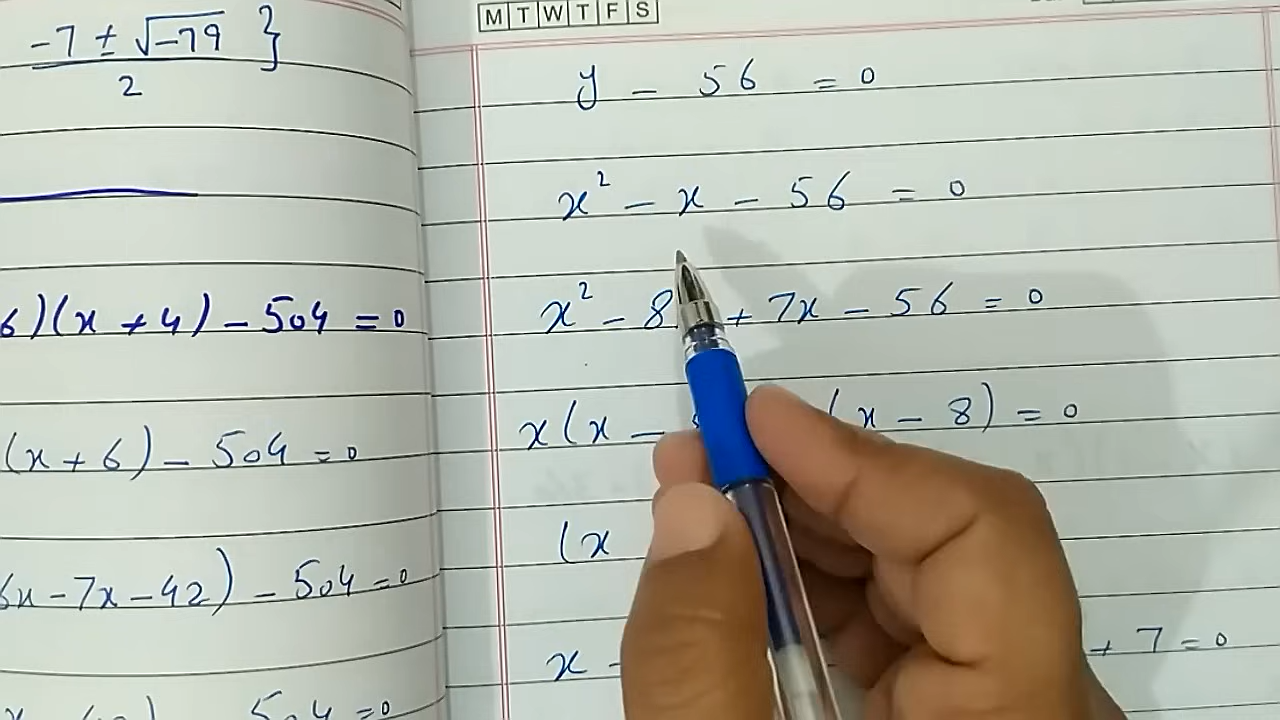 -7 ± √-79 }
2
6)(x + 4) - 504 = 0
(x + 6) - 504 = 0
6x - 7x - 42) - 504 = 0
504 = 0
M T W T F S
y - 56 = 0
x² - x - 56 = 0
x² - 8 + 7x - 56 = 0
x(x - (x - 8) = 0
(x
x - + 7 = 0